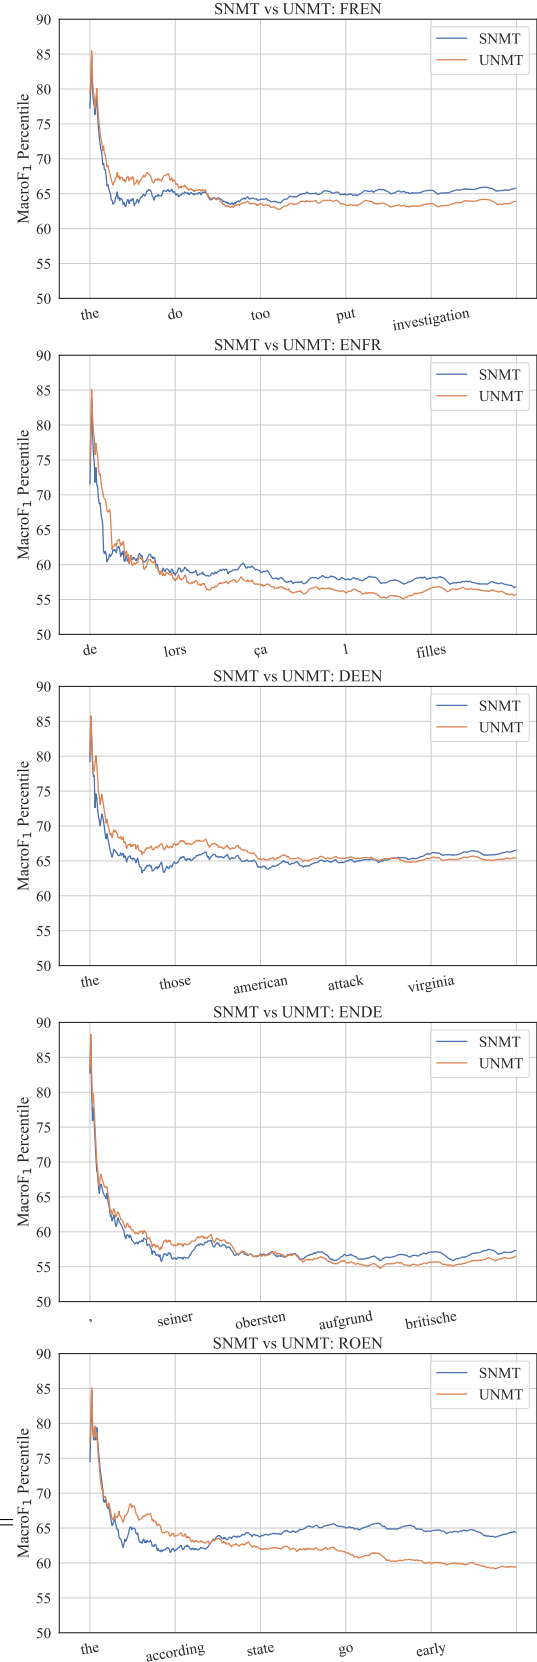 SNMT vs UNMT: FREN
90
85
80
75
70
65
60
55
50
MacroF1 Percentile
SNMT
UNMT
the do too put investigation
SNMT vs UNMT: ENFR
90
85
80
75
70
65
60
55
50
MacroF1 Percentile
SNMT
UNMT
de lors ça l filles
SNMT vs UNMT: DEEN
90
85
80
75
70
65
60
55
50
MacroF1 Percentile
SNMT
UNMT
the those american attack virginia
SNMT vs UNMT: ENDE
90
85
80
75
70
65
60
55
50
MacroF1 Percentile
SNMT
UNMT
, seiner obersten aufgrund britische
SNMT vs UNMT: ROEN
90
85
80
75
70
65
60
55
50
MacroF1 Percentile
SNMT
UNMT
the according state go early